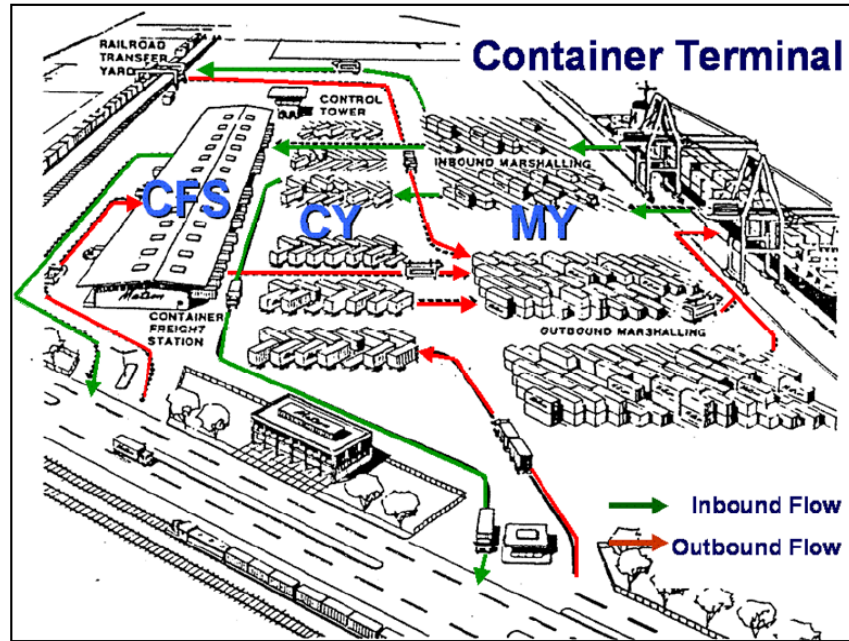 Container Terminal
RAILROAD
TRANSFER
YARD
CONTROL
TOWER
INBOUND MARSHALLING
CFS
CY
MY
Matson
CONTAINER
FREIGHT
STATION
OUTBOUND MARSHALLING
Inbound Flow
Outbound Flow